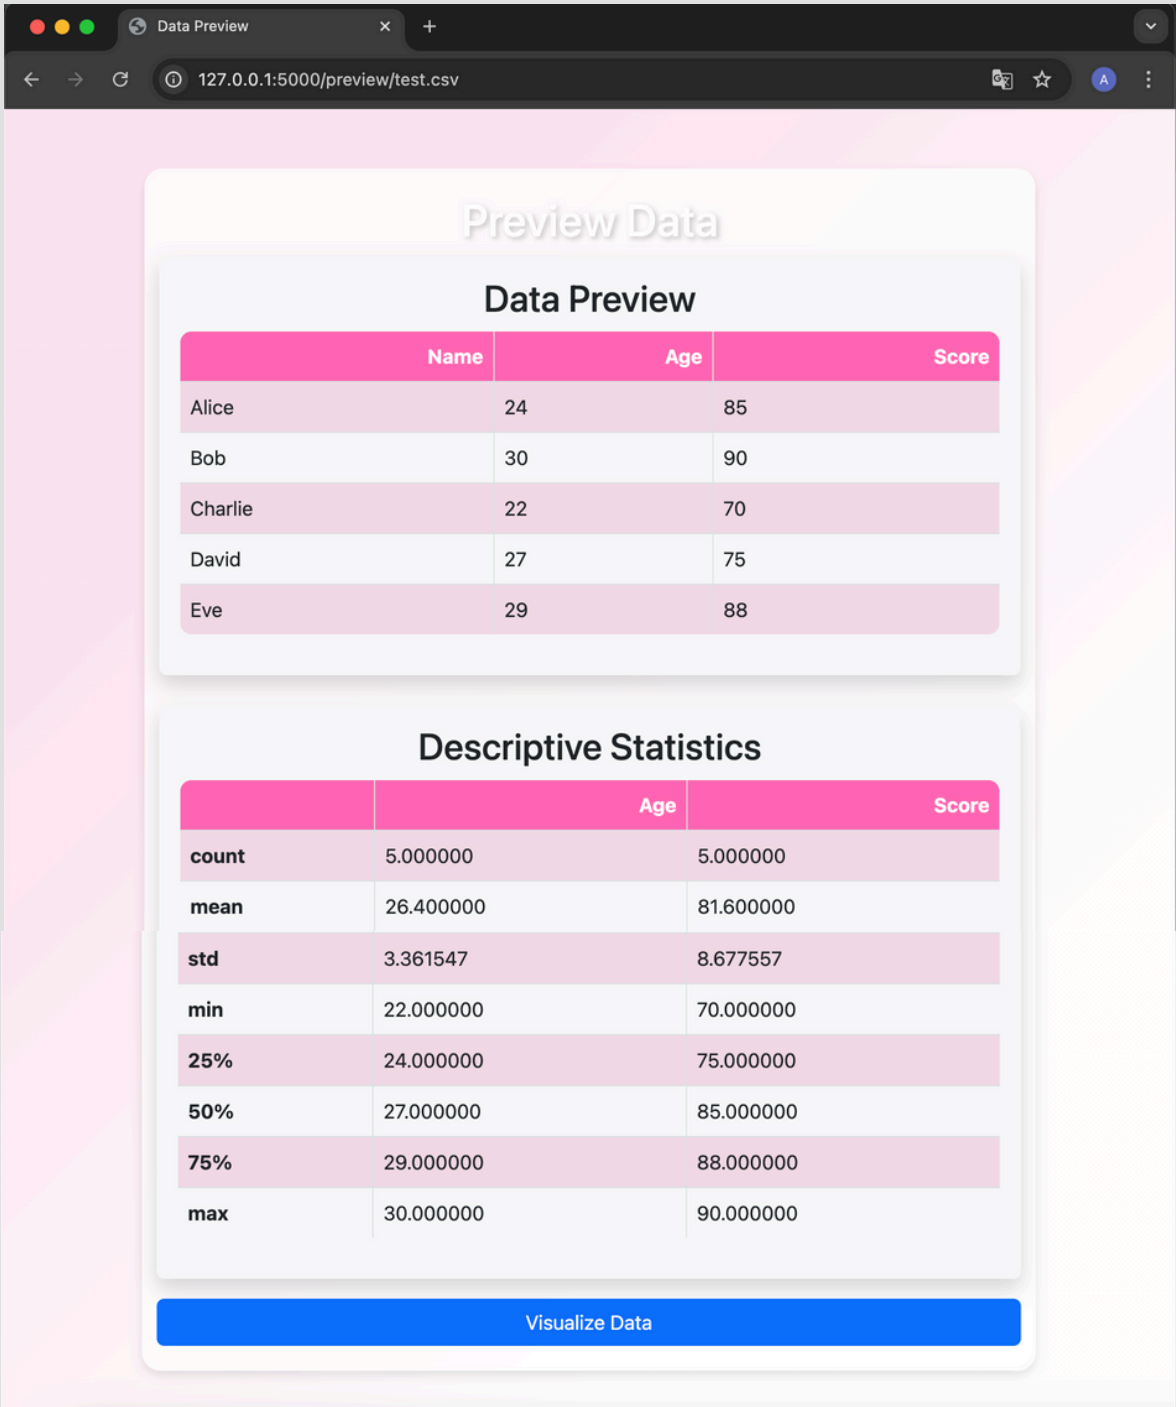 Data Preview
127.0.0.1:5000/preview/test.csv
A
Preview Data
Data Preview
Name Age Score
Alice 24 85
Bob 30 90
Charlie 22 70
David 27 75
Eve 29 88
Descriptive Statistics
Age Score
count 5.000000 5.000000
mean 26.400000 81.600000
std 3.361547 8.677557
min 22.000000 70.000000
25% 24.000000 75.000000
50% 27.000000 85.000000
75% 29.000000 88.000000
max 30.000000 90.000000
Visualize Data